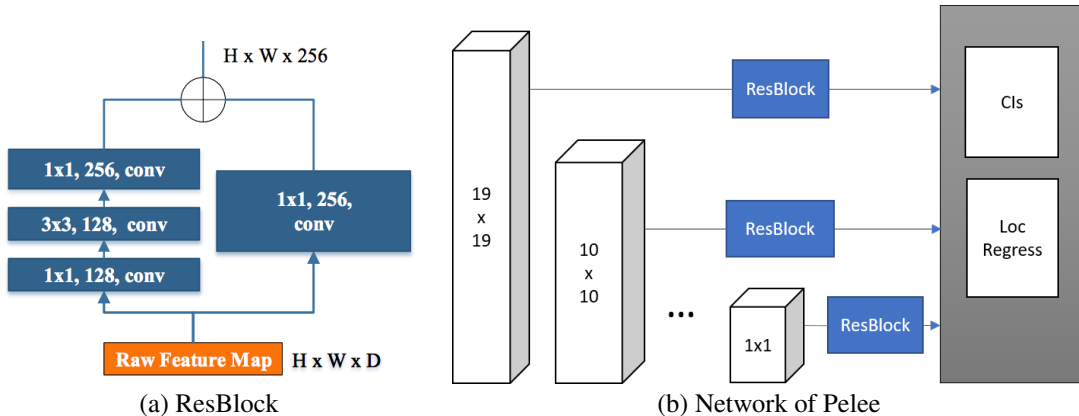 H x W x 256
1x1, 256, conv
3x3, 128, conv
1x1, 128, conv
1x1, 256,
conv
Raw Feature Map
H x W x D
(a) ResBlock
19
x
19
10
x
10
...
1x1
ResBlock
ResBlock
ResBlock
Cls
Loc
Regress
(b) Network of Pelee